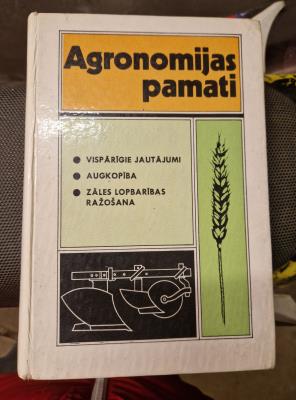 Agronomijas
pamati
● VISPĀRĪGIE JAUTĀJUMI
● AUGKOPĪBA
● ZĀLES LOPBARĪBAS
RAŽOŠANA